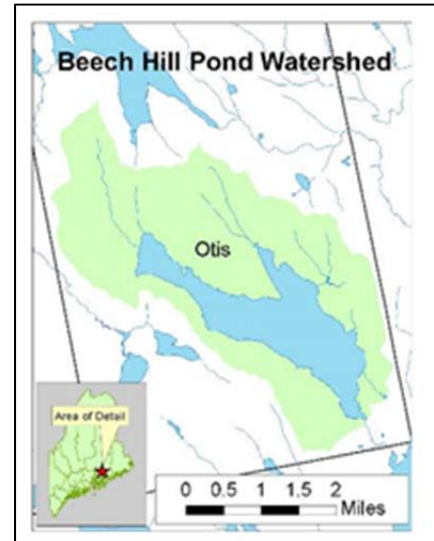 Beech Hill Pond Watershed
Otis
Area of Detail
0 0.5 1 1.5 2
Miles